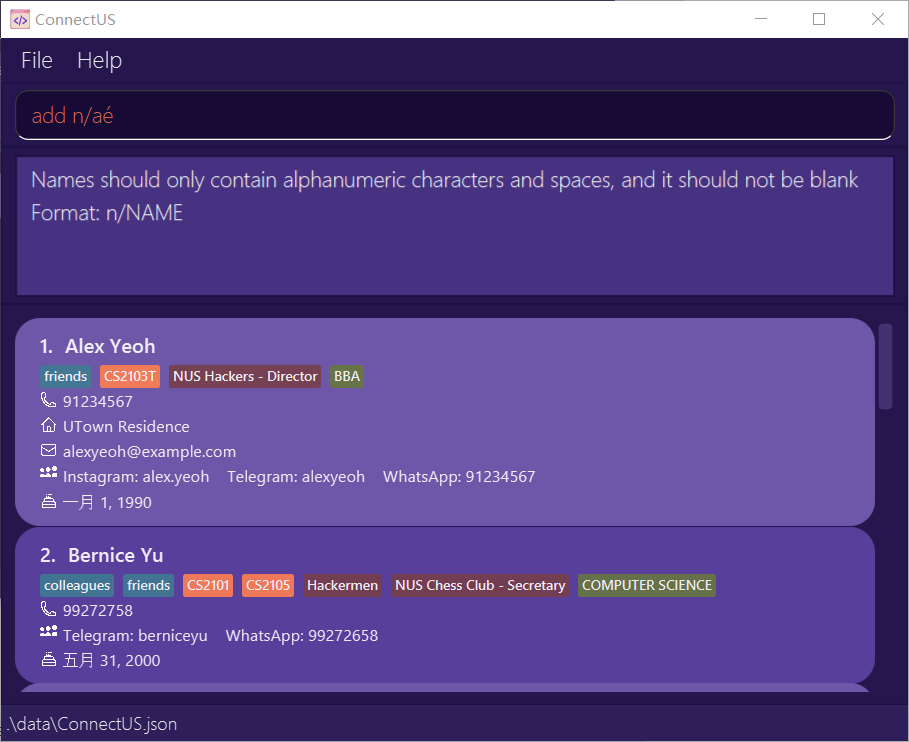 ConnectUS
File Help
add n/aé
Names should only contain alphanumeric characters and spaces, and it should not be blank
Format: n/NAME
1. Alex Yeoh
friends CS2103T NUS Hackers - Director BBA
91234567
UTown Residence
alexyeoh@example.com
Instagram: alex.yeoh Telegram: alexyeoh WhatsApp: 91234567
一月 1, 1990
2. Bernice Yu
colleagues friends CS2101 CS2105 Hackermen NUS Chess Club - Secretary COMPUTER SCIENCE
99272758
Telegram: berniceyu WhatsApp: 99272658
五月 31, 2000
.\data\ConnectUS.json